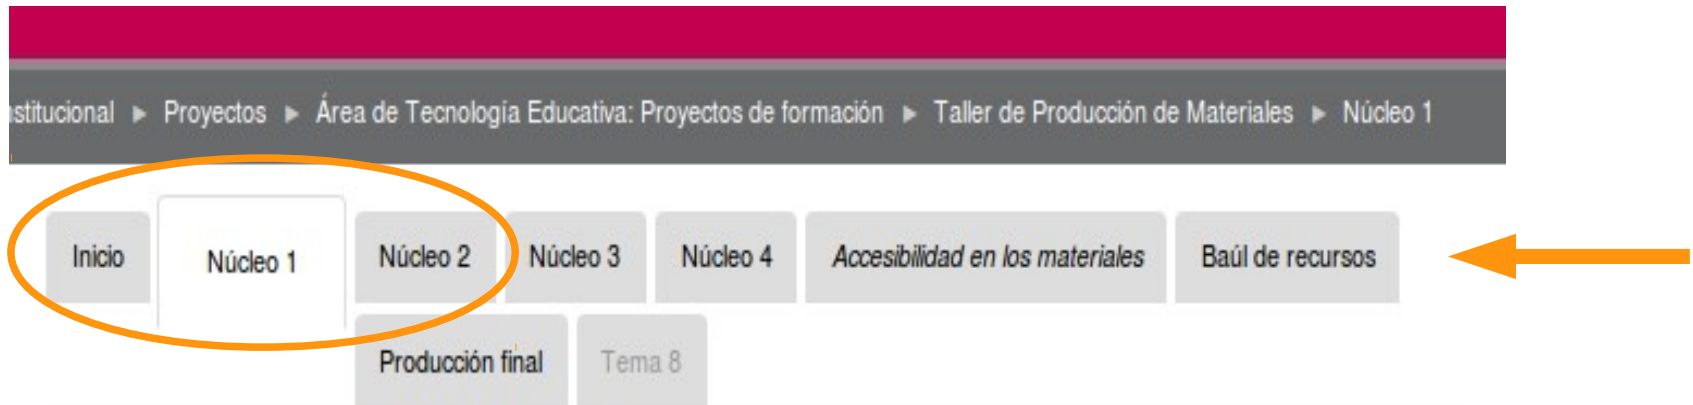 Proyectos ► Área de Tecnología Educativa: Proyectos de formación ► Taller de Producción de Materiales ► Núcleo 1
Inicio Núcleo 1 Núcleo 2 Núcleo 3 Núcleo 4 Accesibilidad en los materiales Baúl de recursos
Producción final Tema 8